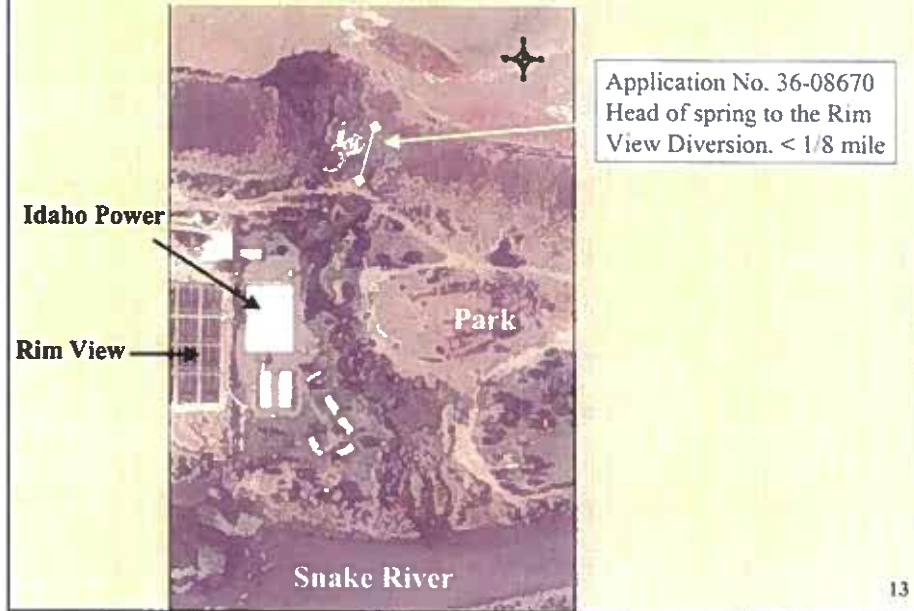 Application No. 36-08670
Head of spring to the Rim
View Diversion. < 1/8 mile
Idaho Power
Park
Rim View
Snake River
13